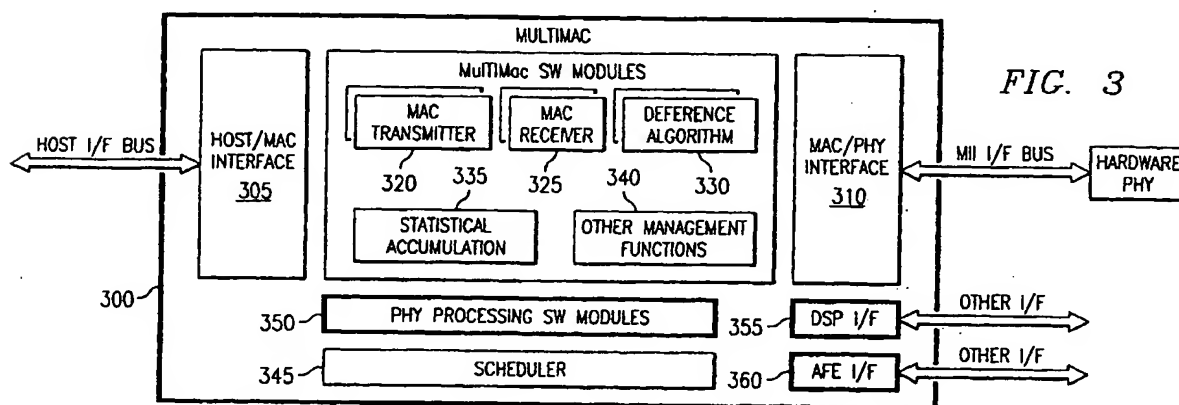 MULTIMAC
FIG. 3
HOST I/F BUS
HOST/MAC
INTERFACE
305
MulTIMac SW MODULES
MAC
TRANSMITTER
320
MAC
RECEIVER
325
DEFERENCE
ALGORITHM
330
335
STATISTICAL
ACCUMULATION
340
OTHER MANAGEMENT
FUNCTIONS
MAC/PHY
INTERFACE
310
MII I/F BUS
HARDWARE
PHY
300
350
PHY PROCESSING SW MODULES
355
DSP I/F
OTHER I/F
345
SCHEDULER
360
AFE I/F
OTHER I/F